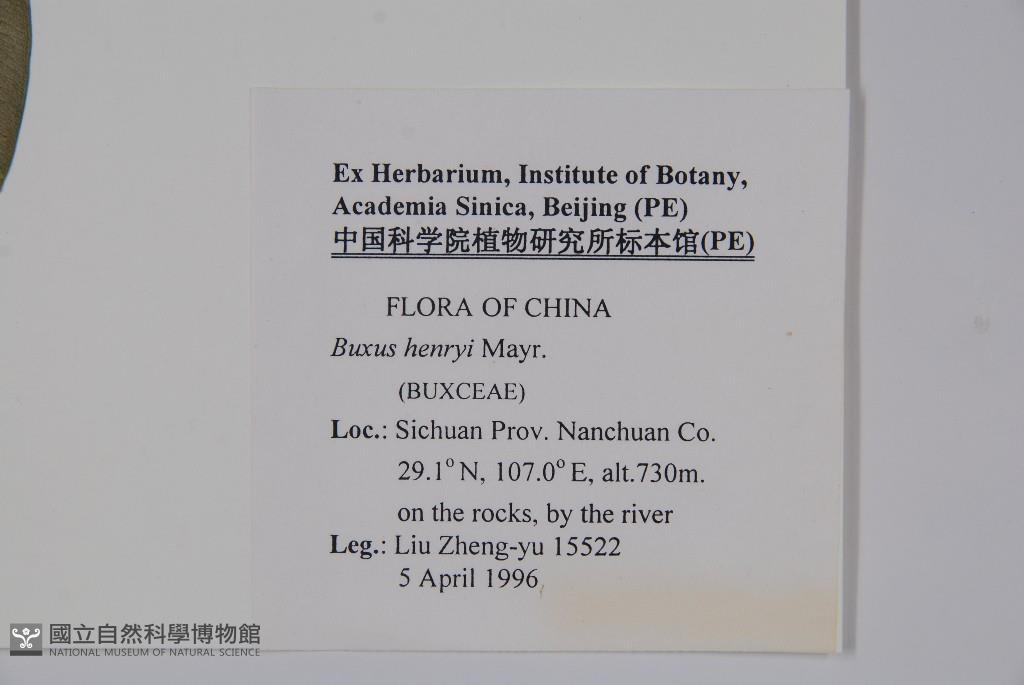 Ex Herbarium, Institute of Botany,
Academia Sinica, Beijing (PE)
中国科学院植物研究所标本馆(PE)
FLORA OF CHINA
Buxus henryi Mayr.
(BUXCEAE)
Loc.: Sichuan Prov. Nanchuan Co.
29.1° N, 107.0° E, alt.730m.
on the rocks, by the river
Leg.: Liu Zheng-yu 15522
5 April 1996
國立自然科學博物館
NATIONAL MUSEUM OF NATURAL SCIENCE